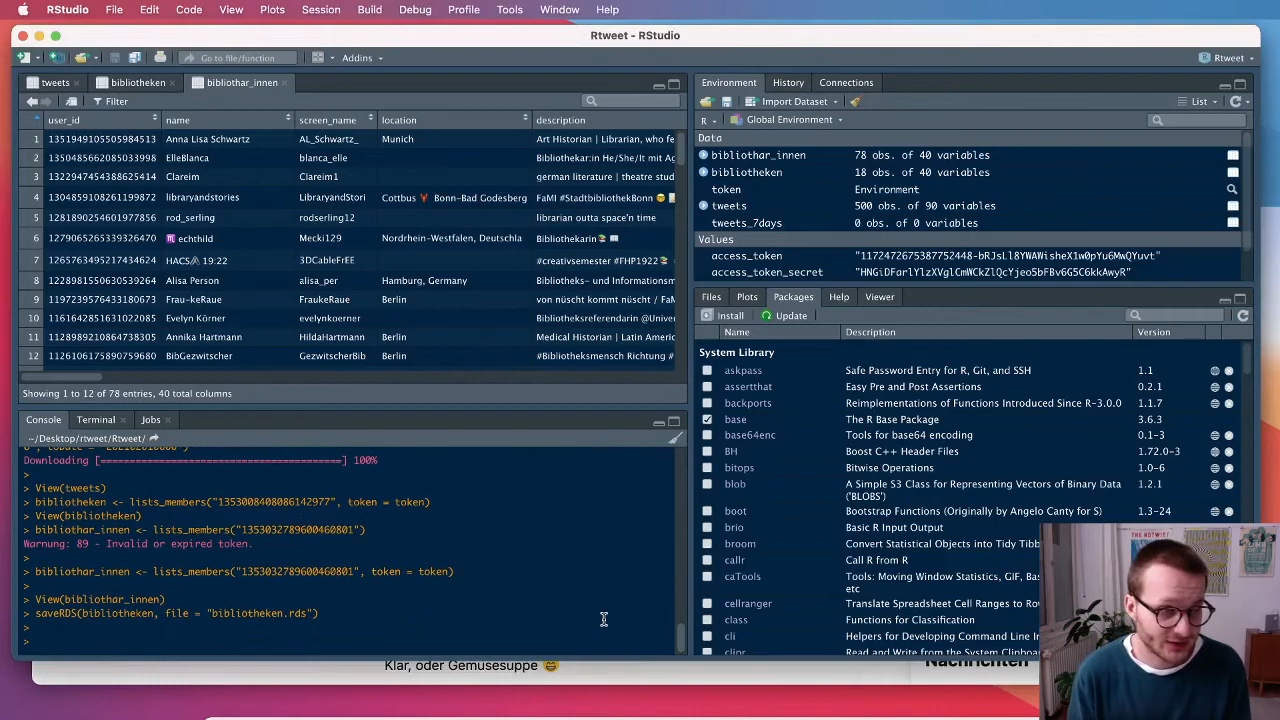 RStudio File Edit Code View Plots Session Build Debug Profile Tools Window Help
Rtweet - RStudio
Go to file/function Addins Rtweet
tweets bibliotheken bibliothar_innen
Filter
user_id name screen_name location description
1 1351949105505984513 Anna Lisa Schwartz AL_Schwartz_ Munich Art Historian | Librarian, who fe
2 1350485662085033998 ElleBlanca blanca_elle Bibliothekar:in He/She/It mit Ag
3 1322947454388625414 Clareim Clareim1 german literature | theatre stud
4 1304859108261199872 libraryandstories LibraryandStori Cottbus 🦞 Bonn-Bad Godesberg FaMI #StadtbibliothekBonn
5 1281890254601977856 rod_serling rodserling12 librarian outta space'n time
6 1279065265339326470 echthild Mecki129 Nordrhein-Westfalen, Deutschla Bibliothekarin
7 1265763495217434624 HACS 19:22 3DCableFrEE #creativsemester #FHP1922
8 1228981550630539264 Alisa Person alisa_per Hamburg, Germany Bibliotheks- und Informationsm
9 1197239526433180673 Frau-keRaue FraukeRaue Berlin von nüscht kommt nüscht / FaM
10 1161642851631022085 Evelyn Körner evelynkoerner Bibliotheksreferendarin @Univer
11 1156989210864738305 Annika Hartmann HildaHartmann Berlin Medical Historian | Latin Americ
12 1126106175890759680 BibGezwitscher GezwitscherBib Berlin #Bibliotheksmensch Richtung #
Showing 1 to 12 of 78 entries, 40 total columns
Console Terminal Jobs
~/Desktop/rtweet/Rtweet/
Downloading [=======================================] 100%
>
> View(tweets)
> bibliotheken <- lists_members("1353008408086142977", token = token)
> View(bibliotheken)
> bibliothar_innen <- lists_members("1353032789600460801")
Warnung: 89 - Invalid or expired token.
>
> bibliothar_innen <- lists_members("1353032789600460801", token = token)
>
> View(bibliothar_innen)
> saveRDS(bibliotheken, file = "bibliotheken.rds")
>
>
Environment History Connections
Import Dataset List
R Global Environment
Data
bibliothar_innen 78 obs. of 40 variables
bibliotheken 18 obs. of 40 variables
token Environment
tweets 500 obs. of 90 variables
tweets_7days 0 obs. of 0 variables
Values
access_token "1172472675387752448-bRJsLl8YWAWisheX1w0pYu6MwQYuvt"
access_token_secret "HNGiDFarlYlzXVglCmWCkZlQcYjeo5bFBv6G5C6kkAwyR"
Files Plots Packages Help Viewer
Install Update
Name Description Version
System Library
askpass Safe Password Entry for R, Git, and SSH 1.1
assertthat Easy Pre and Post Assertions 0.2.1
backports Reimplementations of Functions Introduced Since R-3.0.0 1.1.7
base The R Base Package 3.6.3
base64enc Tools for base64 encoding 0.1-3
BH Boost C++ Header Files 1.72.0-3
bitops Bitwise Operations 1.0-6
blob A Simple S3 Class for Representing Vectors of Binary Data ('BLOBS') 1.2.1
boot Bootstrap Functions (Originally by Angelo Canty for S) 1.3-24
brio Basic R Input Output
broom Convert Statistical Objects into Tidy Tibb
callr Call R from R
caTools Tools: Moving Window Statistics, GIF, Bas
etc
cellranger Translate Spreadsheet Cell Ranges to Row
class Functions for Classification
cli Helpers for Developing Command Line In
clipr Read and Write from the System Clipboard
Klar, oder Gemüsesuppe 😄
Nachrichten